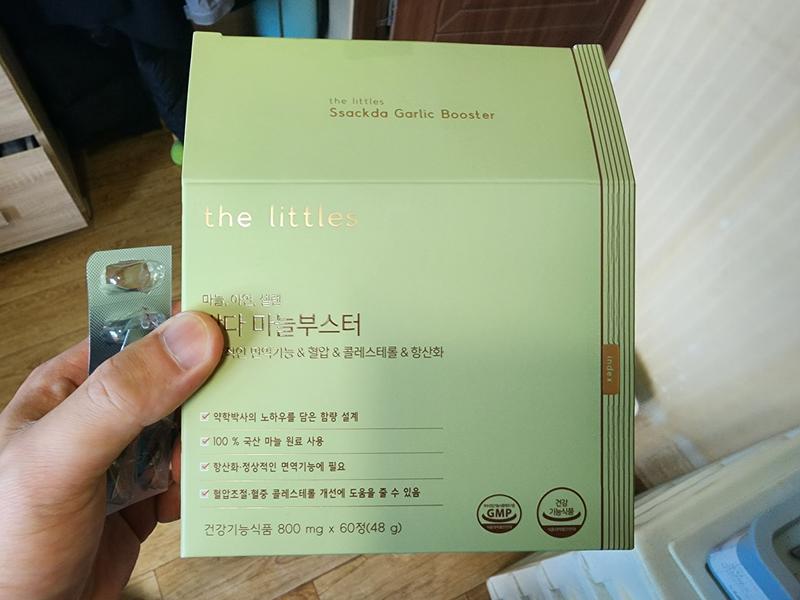 the littles
Ssackda Garlic Booster
the littles
마늘, 아연, 셀렌
마늘부스터
면역기능 & 혈압 & 콜레스테롤 & 항산화
index
약학박사의 노하우를 담은 함량 설계
100 % 국산 마늘 원료 사용
항산화·정상적인 면역기능에 필요
혈압조절·혈중 콜레스테롤 개선에 도움을 줄 수 있음
GMP
건강
기능식품
건강기능식품 800 mg x 60정(48 g)